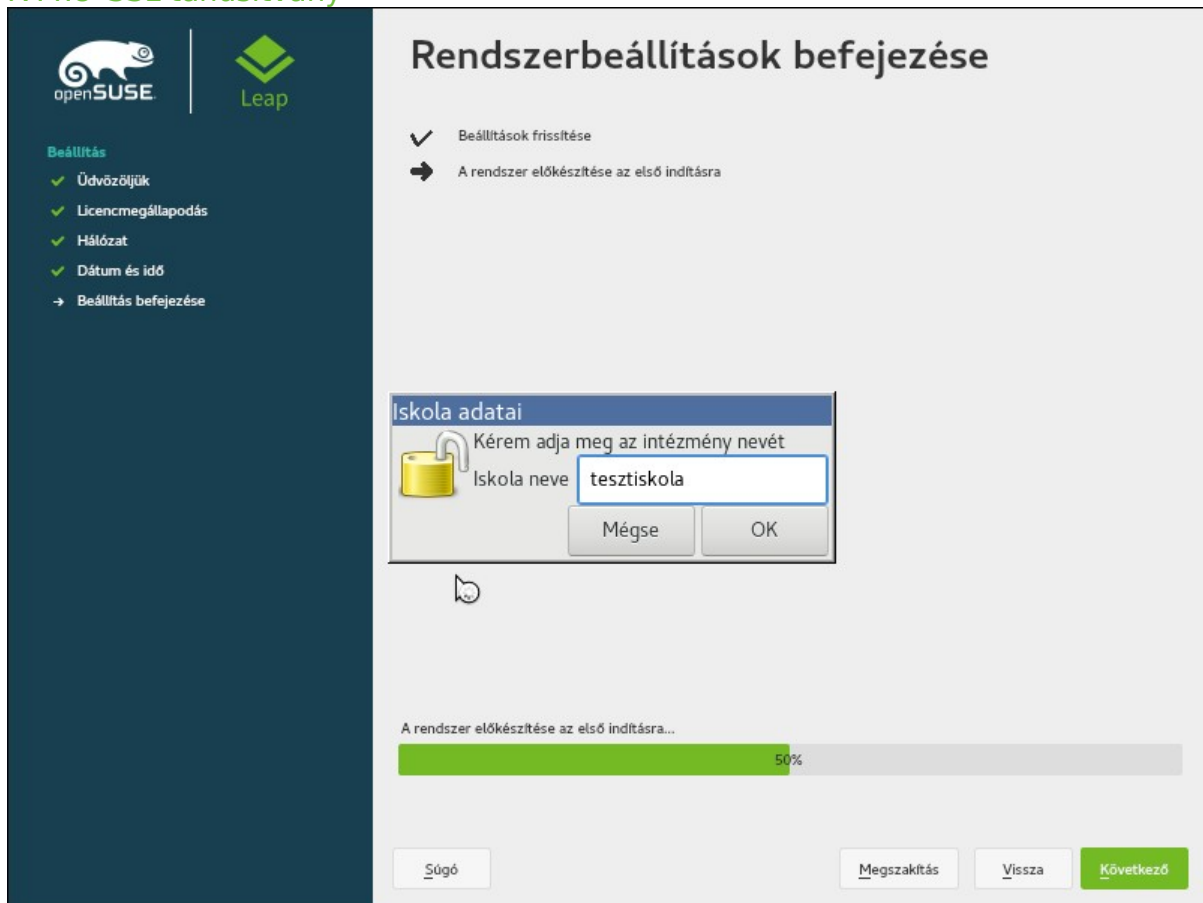 SSL tanúsítvány
openSUSE.
Leap
Beállítás
Üdvözöljük
Licencmegállapodás
Hálózat
Dátum és idő
Beállítás befejezése
Rendszerbeállítások befejezése
Beállítások frissítése
A rendszer előkészítése az első indításra
Iskola adatai
Kérem adja meg az intézmény nevét
Iskola neve tesztiskola
Mégse OK
A rendszer előkészítése az első indításra...
50%
Súgó Megszakítás Vissza Következő